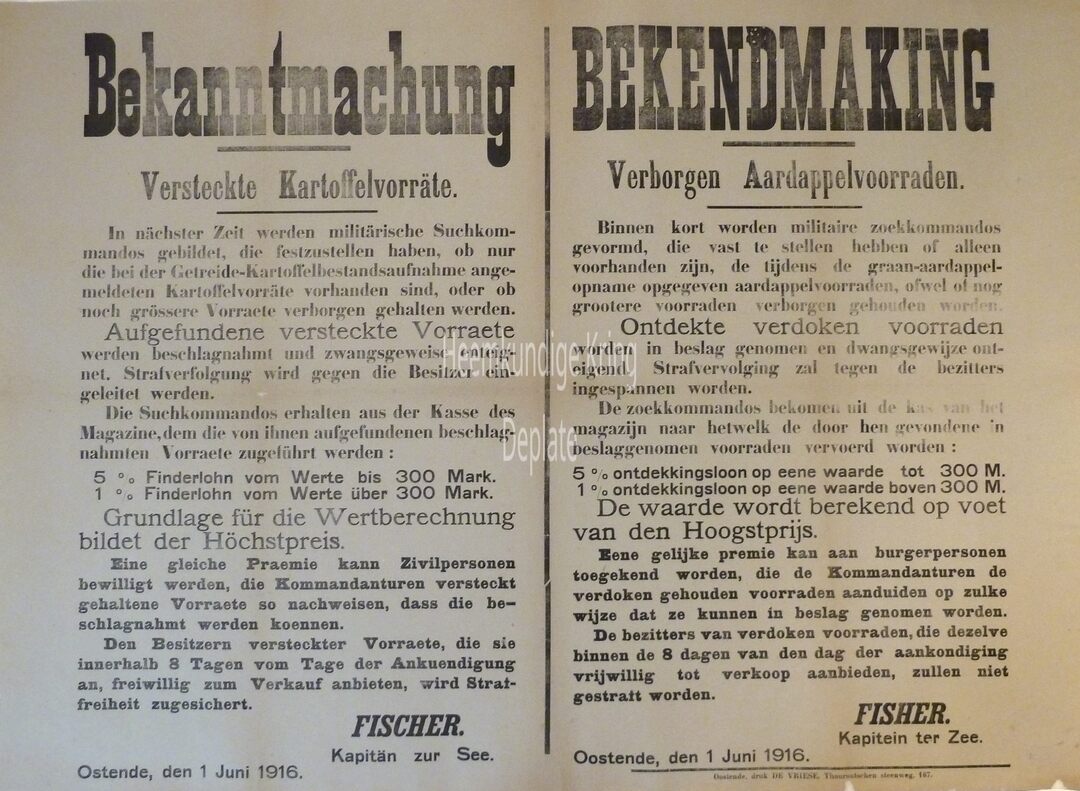 Bekanntmachung
Versteckte Kartoffelvorräte.
In nächster Zeit werden militärische Suchkom-
mandos gebildet, die festzustellen haben, ob nur
die bei der Getreide-Kartoffelbestandsaufnahme ange-
meldeten Kartoffelvorräte vorhanden sind, oder ob
noch grössere Vorraete verborgen gehalten werden.
Aufgefundene versteckte Vorraete
werden beschlagnahmt und zwangsgeweise enteig-
net. Strafverfolgung wird gegen die Besitzer ein-
geleitet werden.
Die Suchkommandos erhalten aus der Kasse des
Magazine, dem die von ihnen aufgefundenen beschlag-
nahmten Vorraete zugeführt werden :
5 % Finderlohn vom Werte bis 300 Mark.
1 % Finderlohn vom Werte über 300 Mark.
Grundlage für die Wertberechnung
bildet der Höchstpreis.
Eine gleiche Praemie kann Zivilpersonen
bewilligt werden, die Kommandanturen versteckt
gehaltene Vorraete so nachweisen, dass die be-
schlagnahmt werden koennen.
Den Besitzern versteckter Vorraete, die sie
innerhalb 8 Tagen vom Tage der Ankuendigung
an, freiwillig zum Verkauf anbieten, wird Straf-
freiheit zugesichert.
FISCHER.
Kapitän zur See.
Ostende, den 1 Juni 1916.
BEKENDMAKING
Verborgen Aardappelvoorraden.
Binnen kort worden militaire zoekkommandos
gevormd, die vast te stellen hebben of alleen
voorhanden zijn, de tijdens de graan-aardappel-
opname opgegeven aardappelvoorraden, ofwel of nog
grootere voorraden verborgen gehouden worden.
Ontdekte verdoken voorraden
worden in beslag genomen en dwangsgewijze ont-
eigend. Strafvervolging zal tegen de bezitters
ingespannen worden.
De zoekkommandos bekomen uit de kas van het
magazijn naar hetwelk de door hen gevondene in
beslaggenomen voorraden vervoerd worden :
5 % ontdekkingsloon op eene waarde tot 300 M.
1 % ontdekkingsloon op eene waarde boven 300 M.
De waarde wordt berekend op voet
van den Hoogstprijs.
Eene gelijke premie kan aan burgerpersonen
toegekend worden, die de Kommandanturen de
verdoken gehouden voorraden aanduiden op zulke
wijze dat ze kunnen in beslag genomen worden.
De bezitters van verdoken voorraden, die dezelve
binnen de 8 dagen van den dag der aankondiging
vrijwillig tot verkoop aanbieden, zullen niet
gestraft worden.
FISHER.
Kapitein ter Zee.
Oostende, den 1 Juni 1916.
Oostende, druk DE VRIESE, Thouroutschen steenweg, 167.
Heemkundige Kring
Deplate